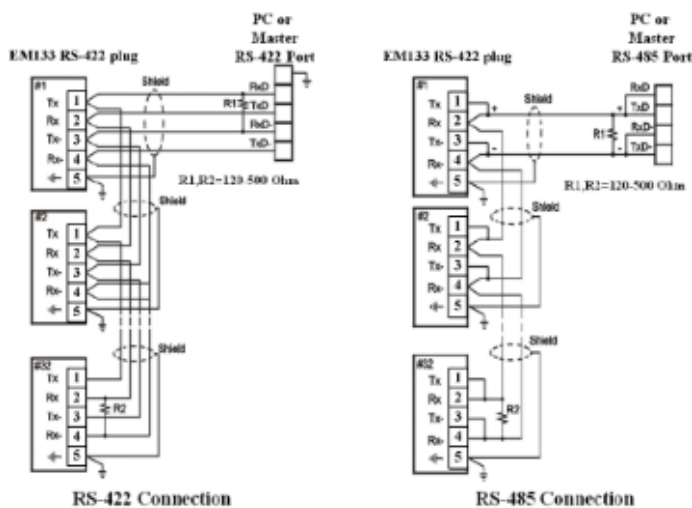 PC or
Master
RS-422 Port
EM133 RS-422 plug
#1
Tx 1
Rx 2
Tx- 3
Rx- 4
5
Shield
RxD
R1 TxD
RxD-
TxD-
R1,R2=120-500 Ohm
#2
Tx 1
Rx 2
Tx- 3
Rx- 4
5
Shield
#32
Tx 1
Rx 2
Rx- 3
Rx- 4
5
R2
Shield
RS-422 Connection
PC or
Master
RS-485 Port
EM133 RS-422 plug
#1
Tx 1
Rx 2
Tx- 3
Rx- 4
5
+
-
Shield
R1
+
-
RxD
TxD
RxD-
TxD-
R1,R2=120-500 Ohm
#2
Tx 1
Rx 2
Tx- 3
Rx- 4
5
Shield
#32
Tx 1
Rx 2
Tx- 3
Rx- 4
5
R2
Shield
RS-485 Connection